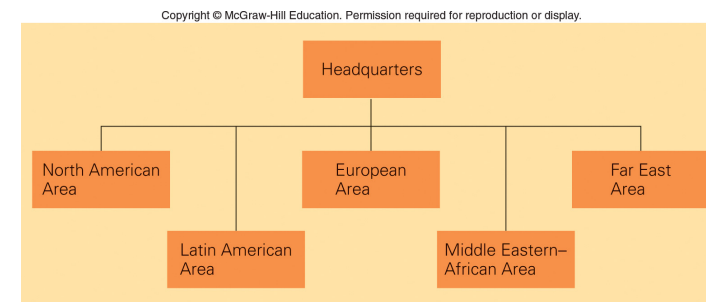 Copyright © McGraw-Hill Education. Permission required for reproduction or display.
Headquarters
North American
Area
European
Area
Far East
Area
Latin American
Area
Middle Eastern–
African Area